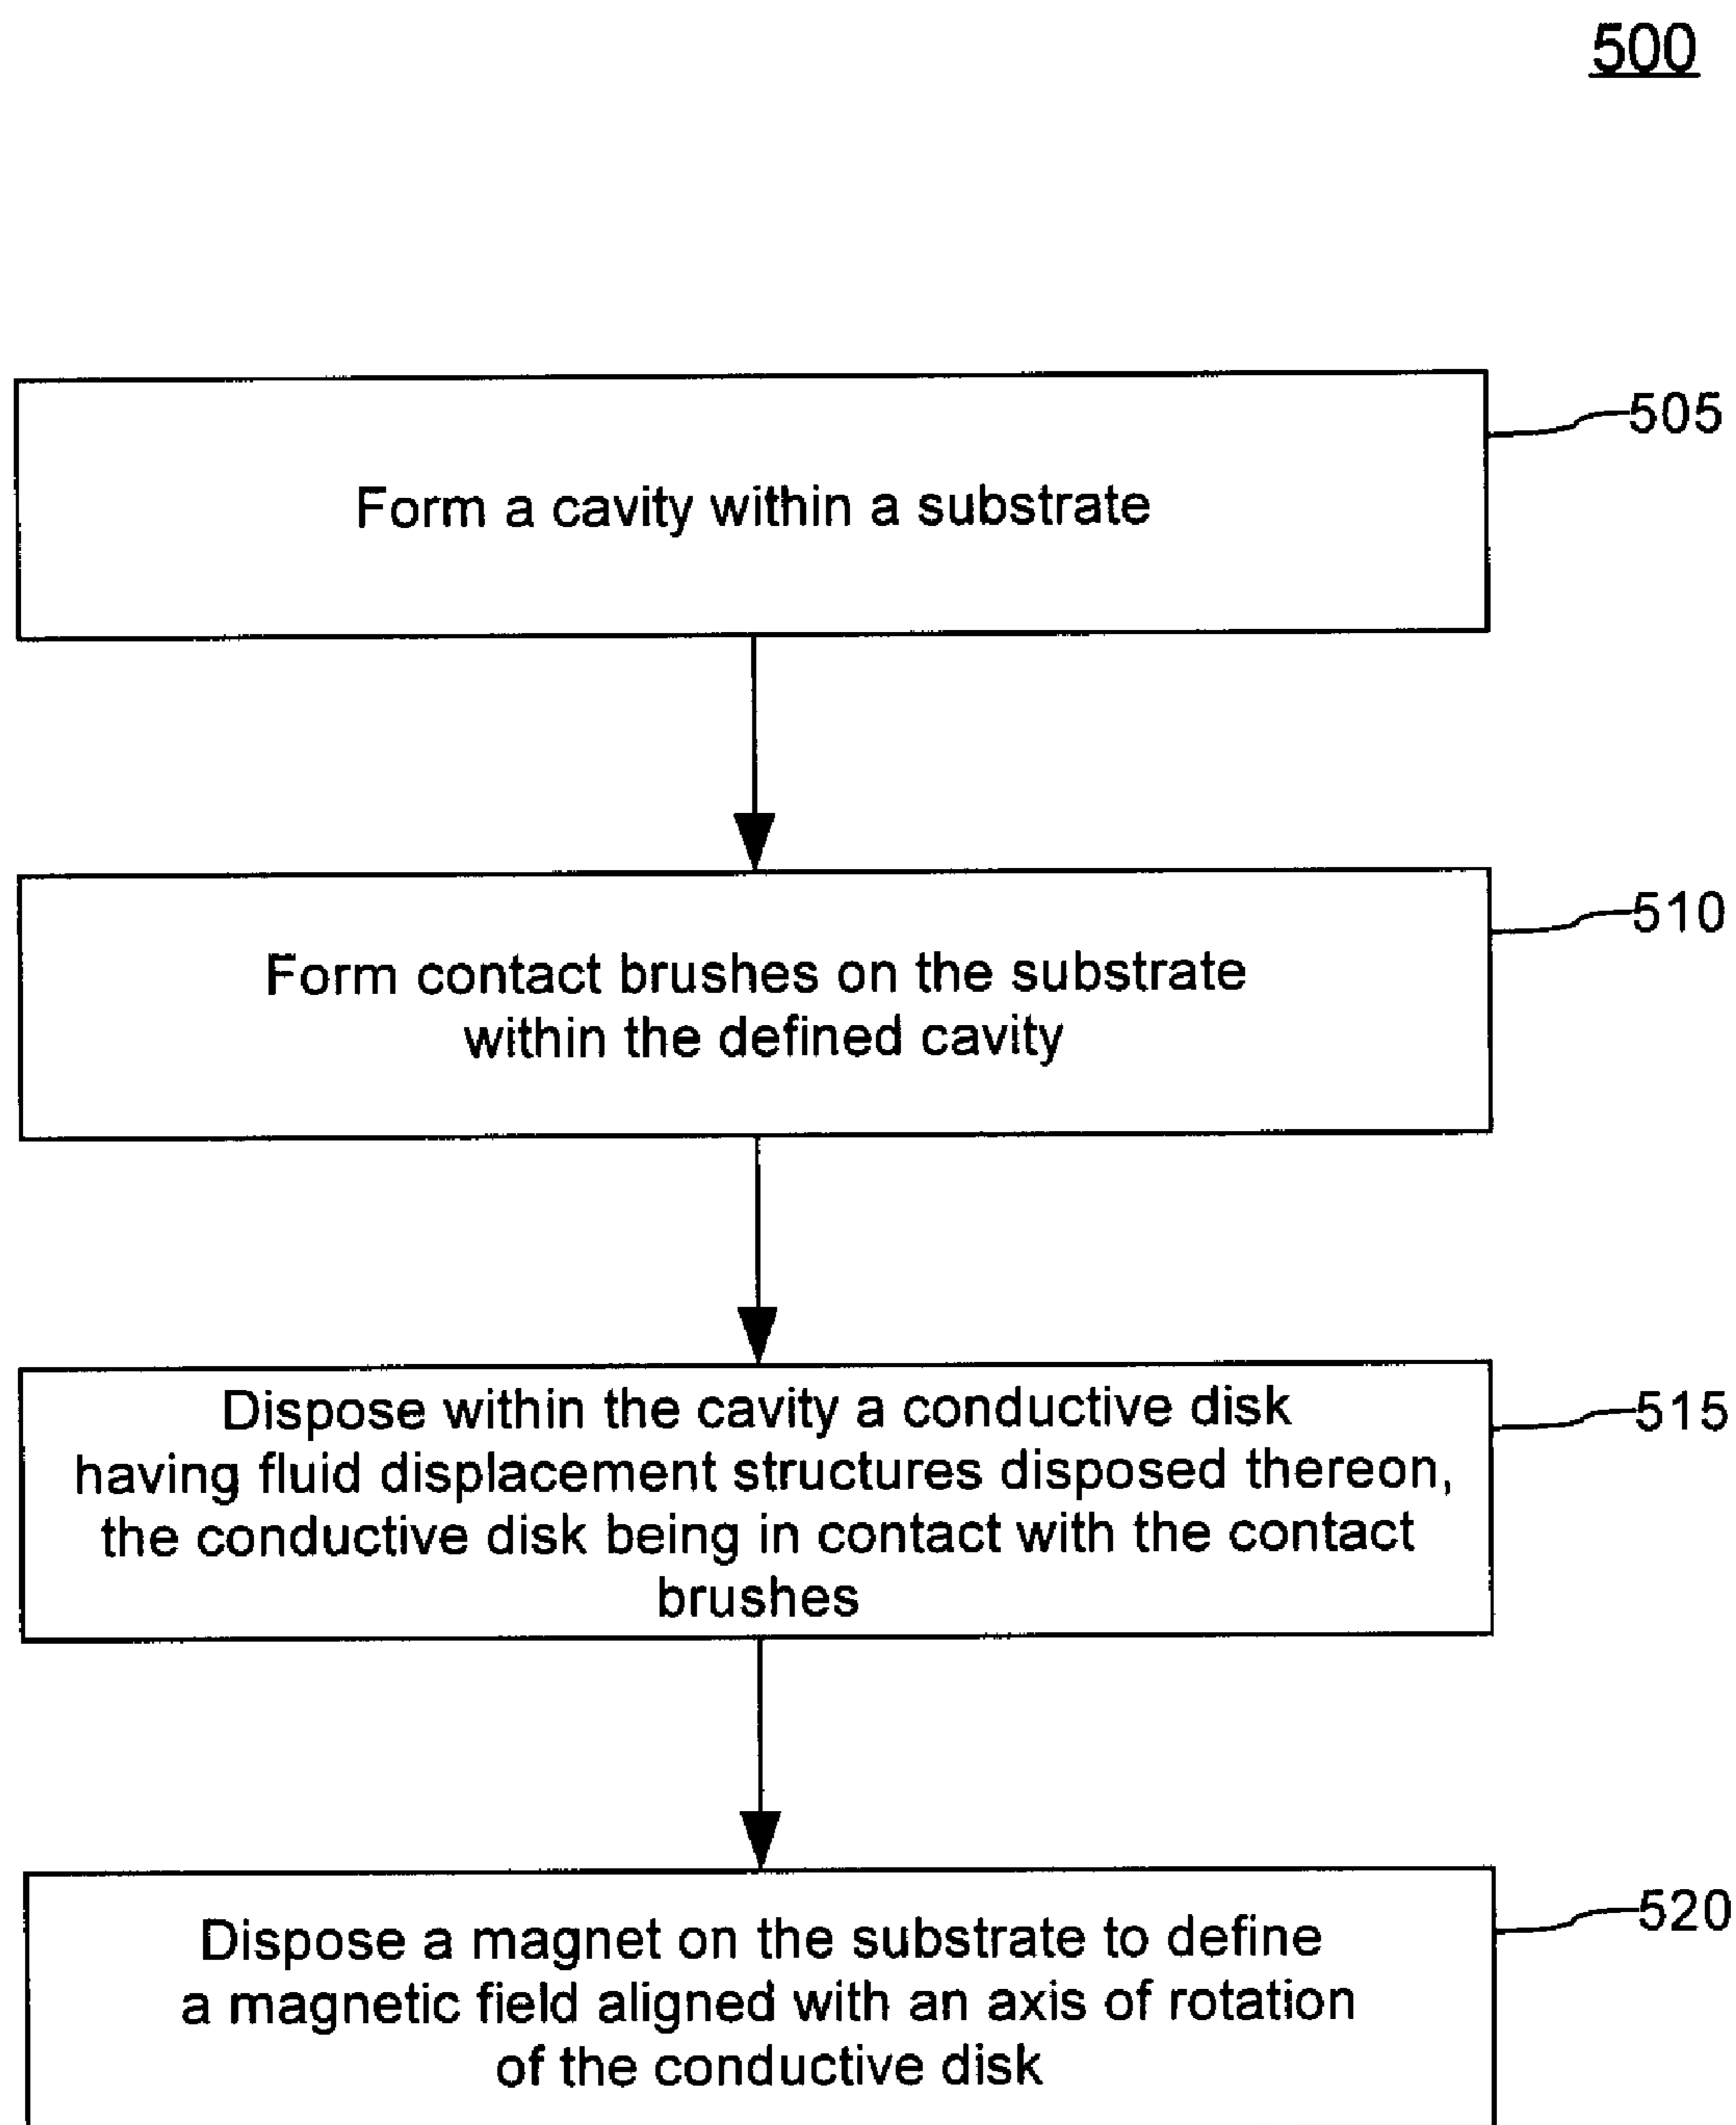 500
505
Form a cavity within a substrate
510
Form contact brushes on the substrate
within the defined cavity
515
Dispose within the cavity a conductive disk
having fluid displacement structures disposed thereon,
the conductive disk being in contact with the contact
brushes
520
Dispose a magnet on the substrate to define
a magnetic field aligned with an axis of rotation
of the conductive disk